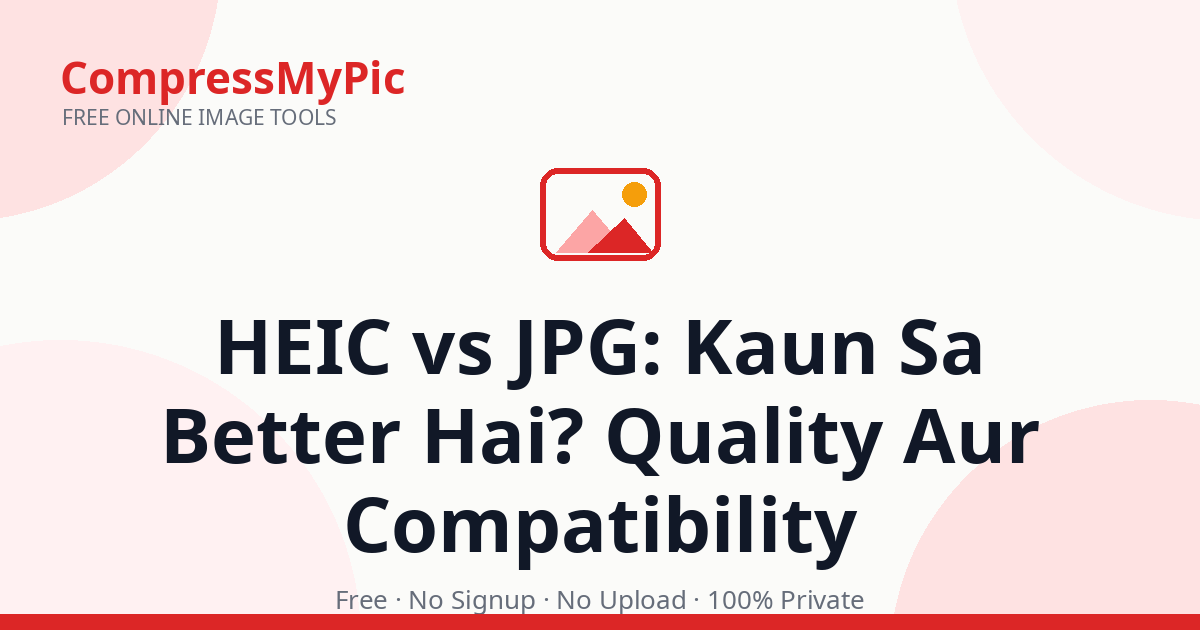 CompressMyPic
FREE ONLINE IMAGE TOOLS
HEIC vs JPG: Kaun Sa
Better Hai? Quality Aur
Compatibility
Free · No Signup · No Upload · 100% Private